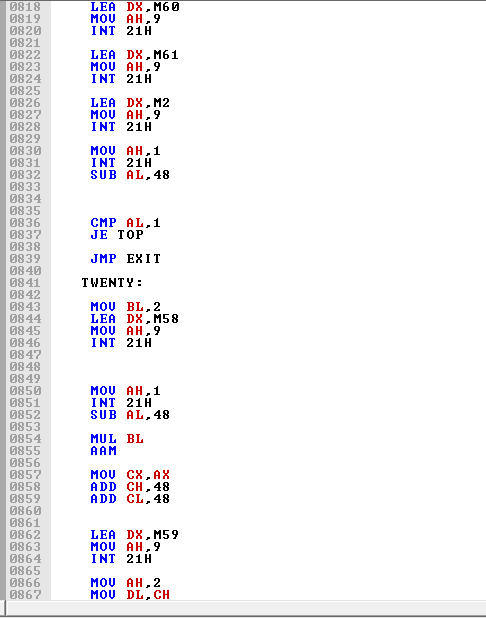 0818 LEA DX,M60
0819 MOV AH,9
0820 INT 21H
0821
0822 LEA DX,M61
0823 MOV AH,9
0824 INT 21H
0825
0826 LEA DX,M2
0827 MOV AH,9
0828 INT 21H
0829
0830 MOV AH,1
0831 INT 21H
0832 SUB AL,48
0833
0834
0835
0836 CMP AL,1
0837 JE TOP
0838
0839 JMP EXIT
0840
0841 TWENTY:
0842
0843 MOV BL,2
0844 LEA DX,M58
0845 MOV AH,9
0846 INT 21H
0847
0848
0849
0850 MOV AH,1
0851 INT 21H
0852 SUB AL,48
0853
0854 MUL BL
0855 AAM
0856
0857 MOV CX,AX
0858 ADD CH,48
0859 ADD CL,48
0860
0861
0862 LEA DX,M59
0863 MOV AH,9
0864 INT 21H
0865
0866 MOV AH,2
0867 MOV DL,CH